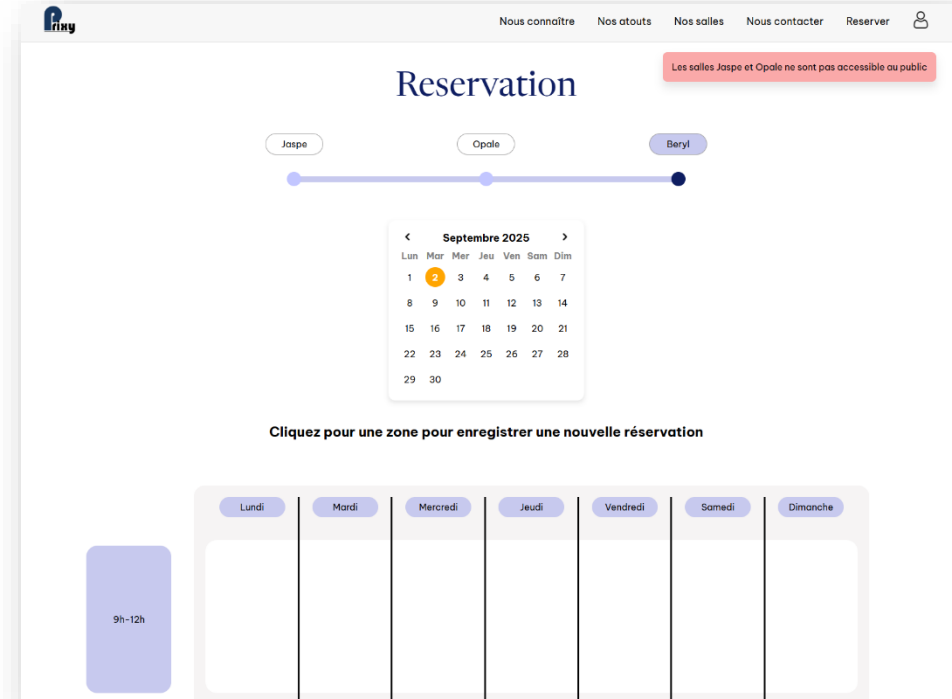 Prixy
Nous connaître Nos atouts Nos salles Nous contacter Reserver
Les salles Jaspe et Opale ne sont pas accessible au public
Reservation
Jaspe Opale Beryl
Septembre 2025
Lun Mar Mer Jeu Ven Sam Dim
1 2 3 4 5 6 7
8 9 10 11 12 13 14
15 16 17 18 19 20 21
22 23 24 25 26 27 28
29 30
Cliquez pour une zone pour enregistrer une nouvelle réservation
Lundi Mardi Mercredi Jeudi Vendredi Samedi Dimanche
9h-12h